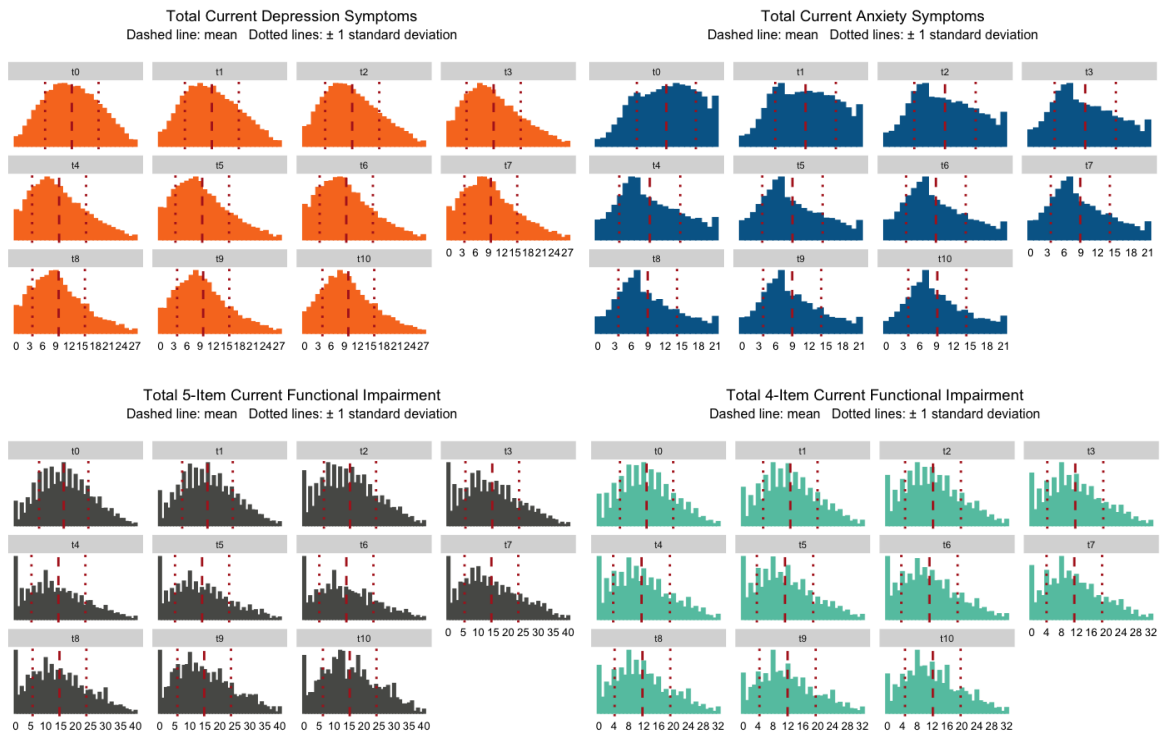 Total Current Depression Symptoms
Dashed line: mean   Dotted lines: ± 1 standard deviation
t0 t1 t2 t3
t4 t5 t6 t7
0 3 6 9 12 15 18 21 24 27
t8 t9 t10
0 3 6 9 12 15 18 21 24 27 0 3 6 9 12 15 18 21 24 27 0 3 6 9 12 15 18 21 24 27
Total Current Anxiety Symptoms
Dashed line: mean   Dotted lines: ± 1 standard deviation
t0 t1 t2 t3
t4 t5 t6 t7
0 3 6 9 12 15 18 21
t8 t9 t10
0 3 6 9 12 15 18 21 0 3 6 9 12 15 18 21 0 3 6 9 12 15 18 21
Total 5-Item Current Functional Impairment
Dashed line: mean   Dotted lines: ± 1 standard deviation
t0 t1 t2 t3
t4 t5 t6 t7
0 5 10 15 20 25 30 35 40
t8 t9 t10
0 5 10 15 20 25 30 35 40 0 5 10 15 20 25 30 35 40 0 5 10 15 20 25 30 35 40
Total 4-Item Current Functional Impairment
Dashed line: mean   Dotted lines: ± 1 standard deviation
t0 t1 t2 t3
t4 t5 t6 t7
0 4 8 12 16 20 24 28 32
t8 t9 t10
0 4 8 12 16 20 24 28 32 0 4 8 12 16 20 24 28 32 0 4 8 12 16 20 24 28 32